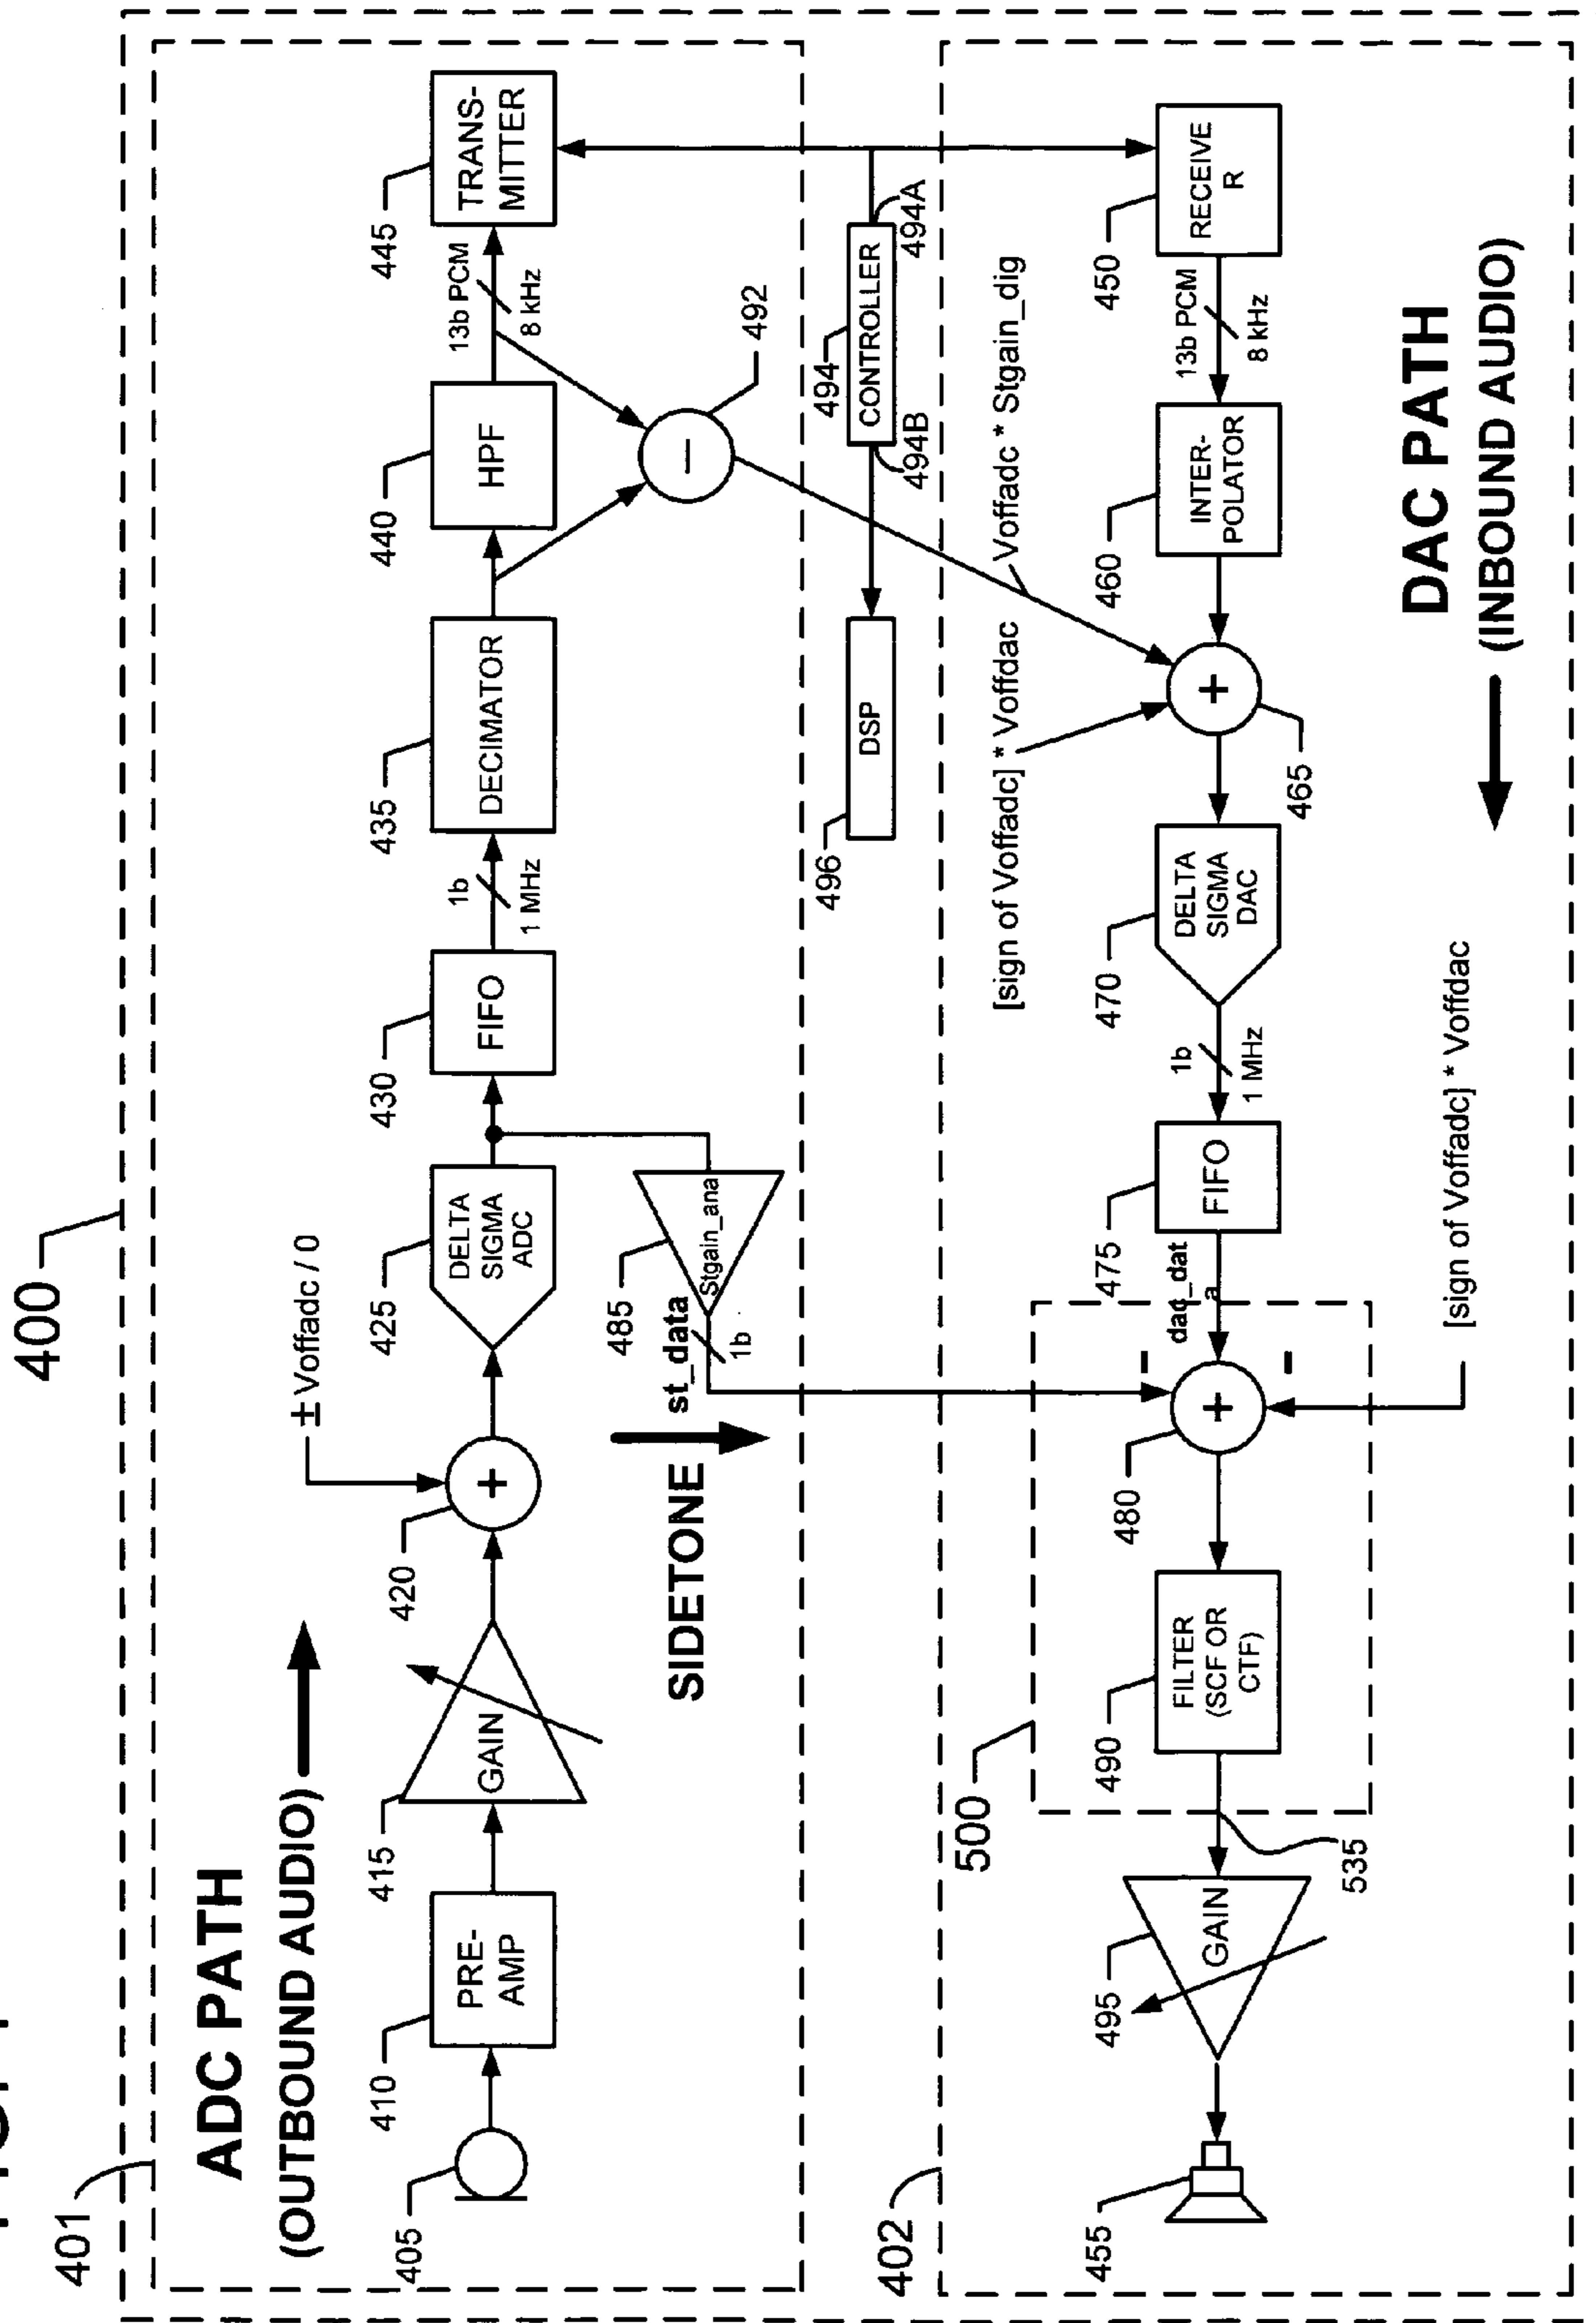 400
401
ADC PATH
(OUTBOUND AUDIO)
405
410
PRE-
AMP
415
GAIN
420
± Voffadc / 0
425
DELTA
SIGMA
ADC
430
FIFO
1b
1 MHz
435
DECIMATOR
440
HPF
13b PCM
8 kHz
445
TRANS-
MITTER
492
SIDETONE
st_data
1b
485
Stgain_ana
496
DSP
494B
494
CONTROLLER
494A
402
DAC PATH
(INBOUND AUDIO)
450
RECEIVE
R
13b PCM
8 kHz
460
INTER-
POLATOR
Voffadc * Stgain_dig
[sign of Voffadc] * Voffdac
465
470
DELTA
SIGMA
DAC
1b
1 MHz
475
FIFO
dac_dat
a
480
[sign of Voffadc] * Voffdac
500
490
FILTER
(SCF OR
CTF)
535
495
GAIN
455